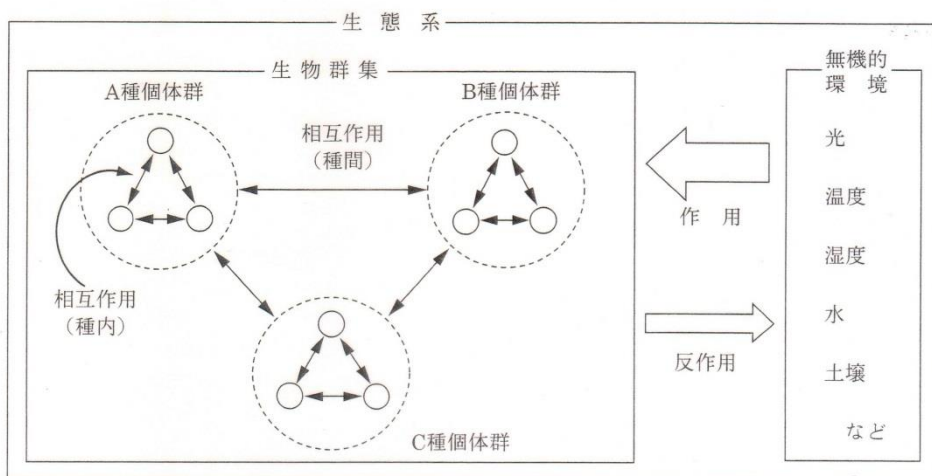 生態系
生物群集
A種個体群
B種個体群
相互作用
（種間）
相互作用
（種内）
C種個体群
作用
反作用
無機的
環境
光
温度
湿度
水
土壌
など